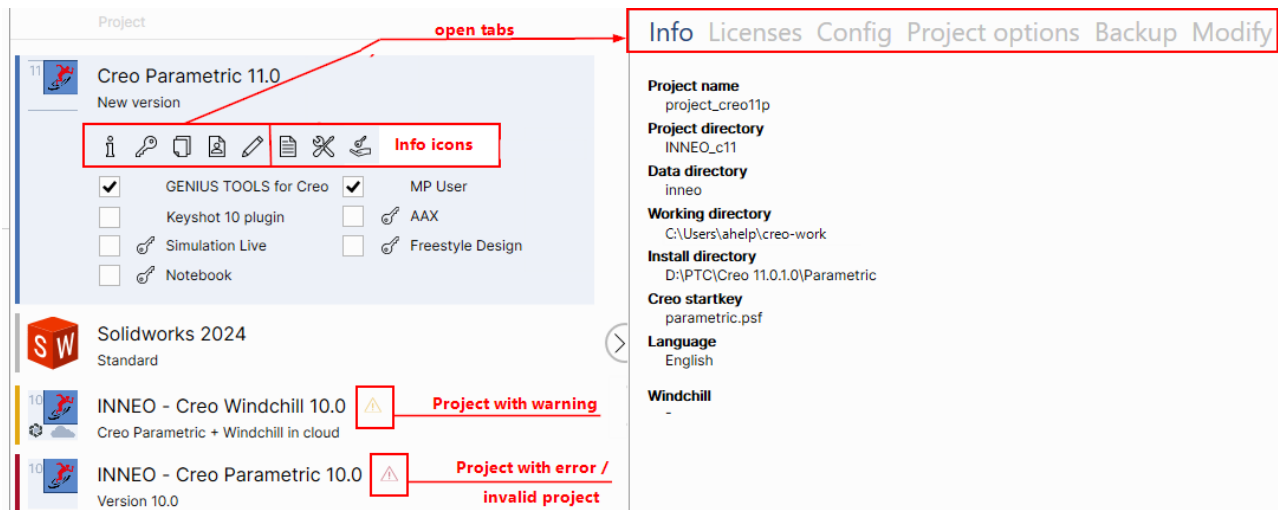 Project
open tabs
Info Licenses Config Project options Backup Modify
11
Creo Parametric 11.0
New version
Info icons
GENIUS TOOLS for Creo
MP User
Keyshot 10 plugin
AAX
Simulation Live
Freestyle Design
Notebook
SW
Solidworks 2024
Standard
10
INNEO - Creo Windchill 10.0
Project with warning
Creo Parametric + Windchill in cloud
10
INNEO - Creo Parametric 10.0
Project with error /
invalid project
Version 10.0
Project name
project_creo11p
Project directory
INNEO_c11
Data directory
inneo
Working directory
C:\Users\ahelp\creo-work
Install directory
D:\PTC\Creo 11.0.1.0\Parametric
Creo startkey
parametric.psf
Language
English
Windchill
-